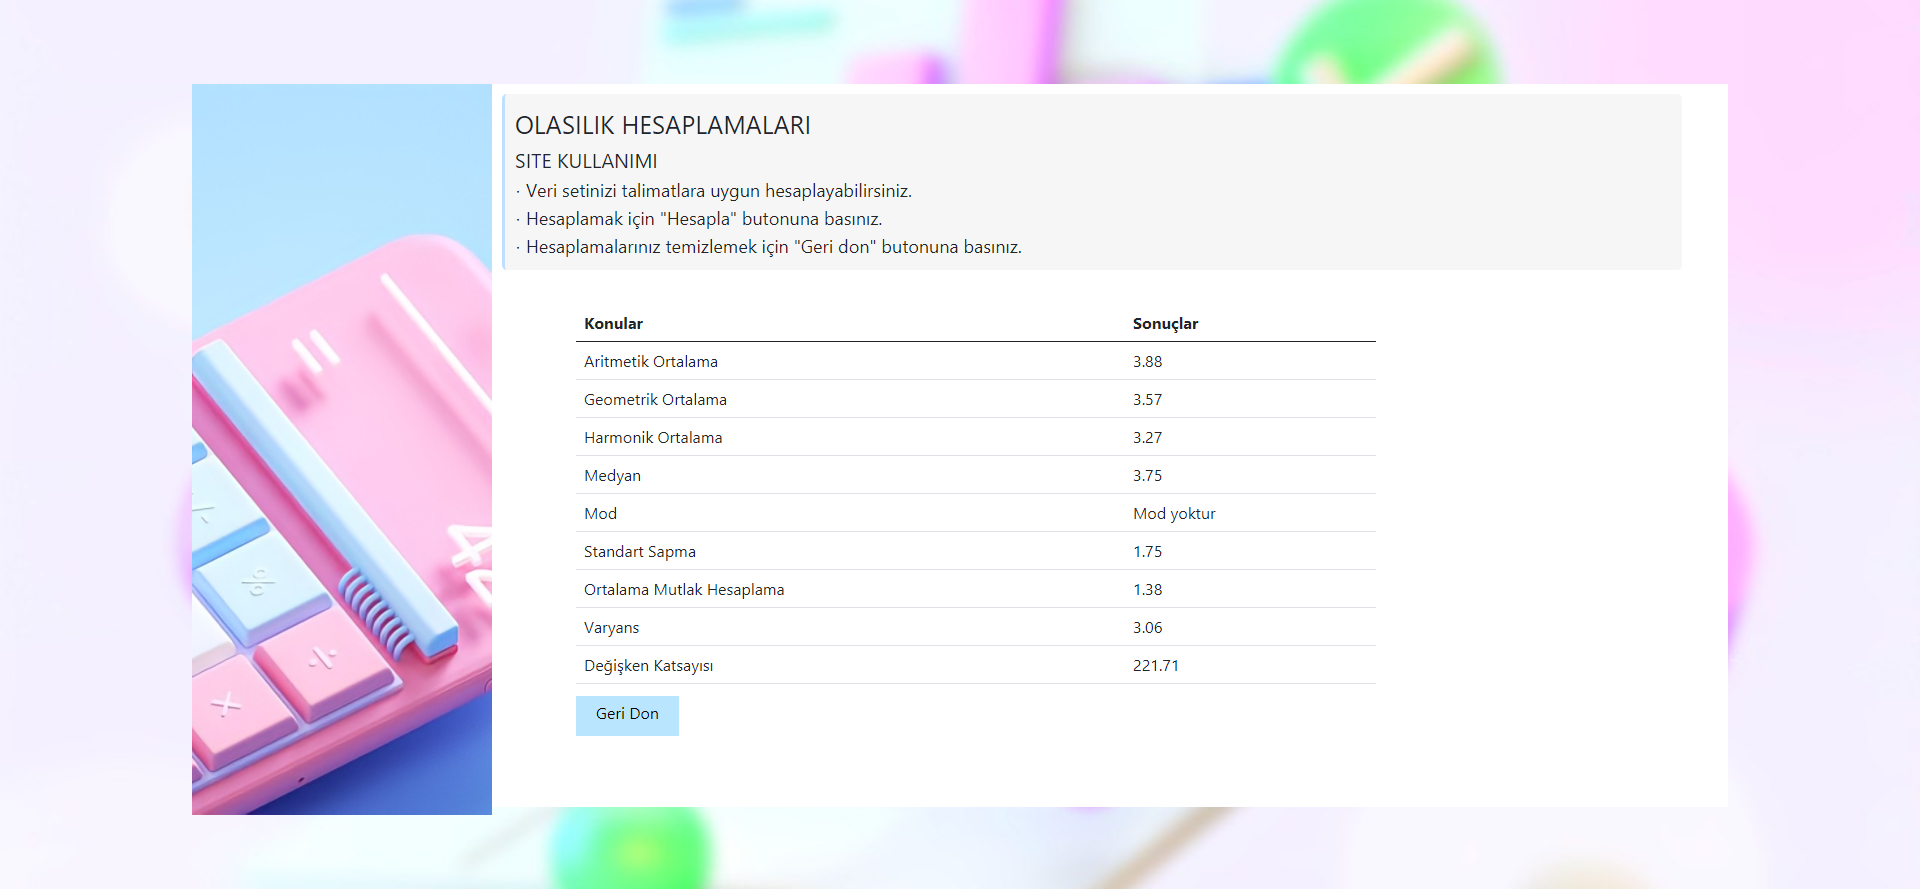 OLASILIK HESAPLAMALARI
SITE KULLANIMI
· Veri setinizi talimatlara uygun hesaplayabilirsiniz.
· Hesaplamak için "Hesapla" butonuna basınız.
· Hesaplamalarınız temizlemek için "Geri don" butonuna basınız.
Konular Sonuçlar
Aritmetik Ortalama 3.88
Geometrik Ortalama 3.57
Harmonik Ortalama 3.27
Medyan 3.75
Mod Mod yoktur
Standart Sapma 1.75
Ortalama Mutlak Hesaplama 1.38
Varyans 3.06
Değişken Katsayısı 221.71
Geri Don
%
÷
×